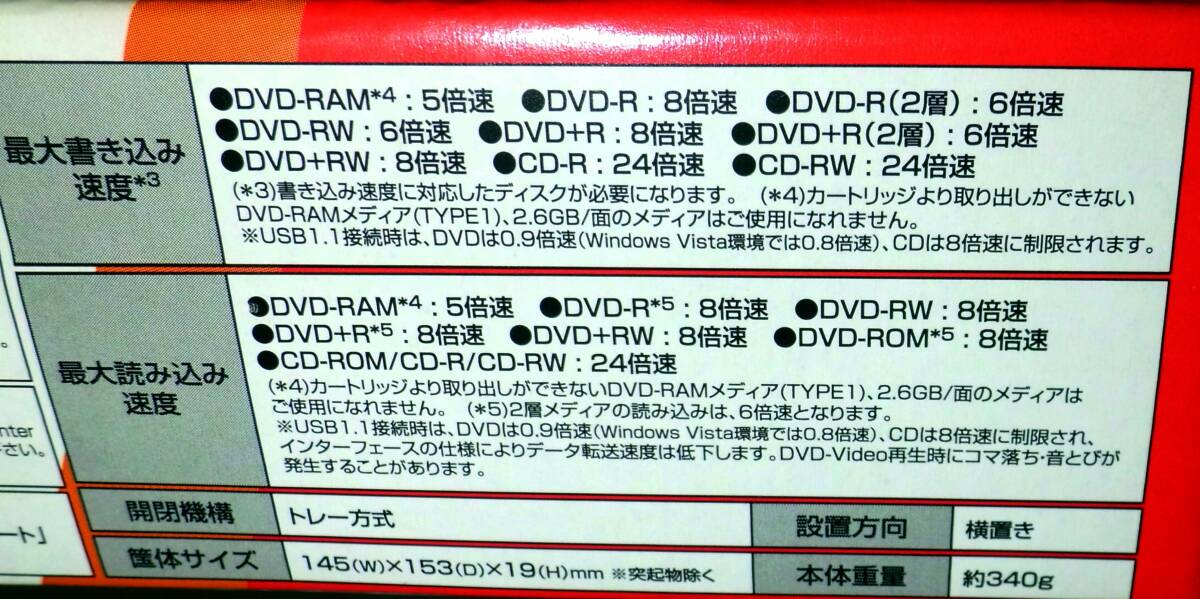 最大書き込み
速度*3
●DVD-RAM*4：5倍速 ●DVD-R：8倍速 ●DVD-R（2層）：6倍速
●DVD-RW：6倍速 ●DVD+R：8倍速 ●DVD+R（2層）：6倍速
●DVD+RW：8倍速 ●CD-R：24倍速 ●CD-RW：24倍速
(*3)書き込み速度に対応したディスクが必要になります。 (*4)カートリッジより取り出しができない
DVD-RAMメディア(TYPE1)、2.6GB/面のメディアはご使用になれません。
※USB1.1接続時は、DVDは0.9倍速(Windows Vista環境では0.8倍速)、CDは8倍速に制限されます。
最大読み込み
速度
●DVD-RAM*4：5倍速 ●DVD-R*5：8倍速 ●DVD-RW：8倍速
●DVD+R*5：8倍速 ●DVD+RW：8倍速 ●DVD-ROM*5：8倍速
●CD-ROM/CD-R/CD-RW：24倍速
(*4)カートリッジより取り出しができないDVD-RAMメディア(TYPE1)、2.6GB/面のメディアは
ご使用になれません。 (*5)2層メディアの読み込みは、6倍速となります。
※USB1.1接続時は、DVDは0.9倍速(Windows Vista環境では0.8倍速)、CDは8倍速に制限され、
インターフェースの仕様によりデータ転送速度は低下します。DVD-Video再生時にコマ落ち・音とびが
発生することがあります。
nter
さい。
ート」
開閉機構 トレー方式 設置方向 横置き
筐体サイズ 145(W)×153(D)×19(H)mm ※突起物除く 本体重量 約340g